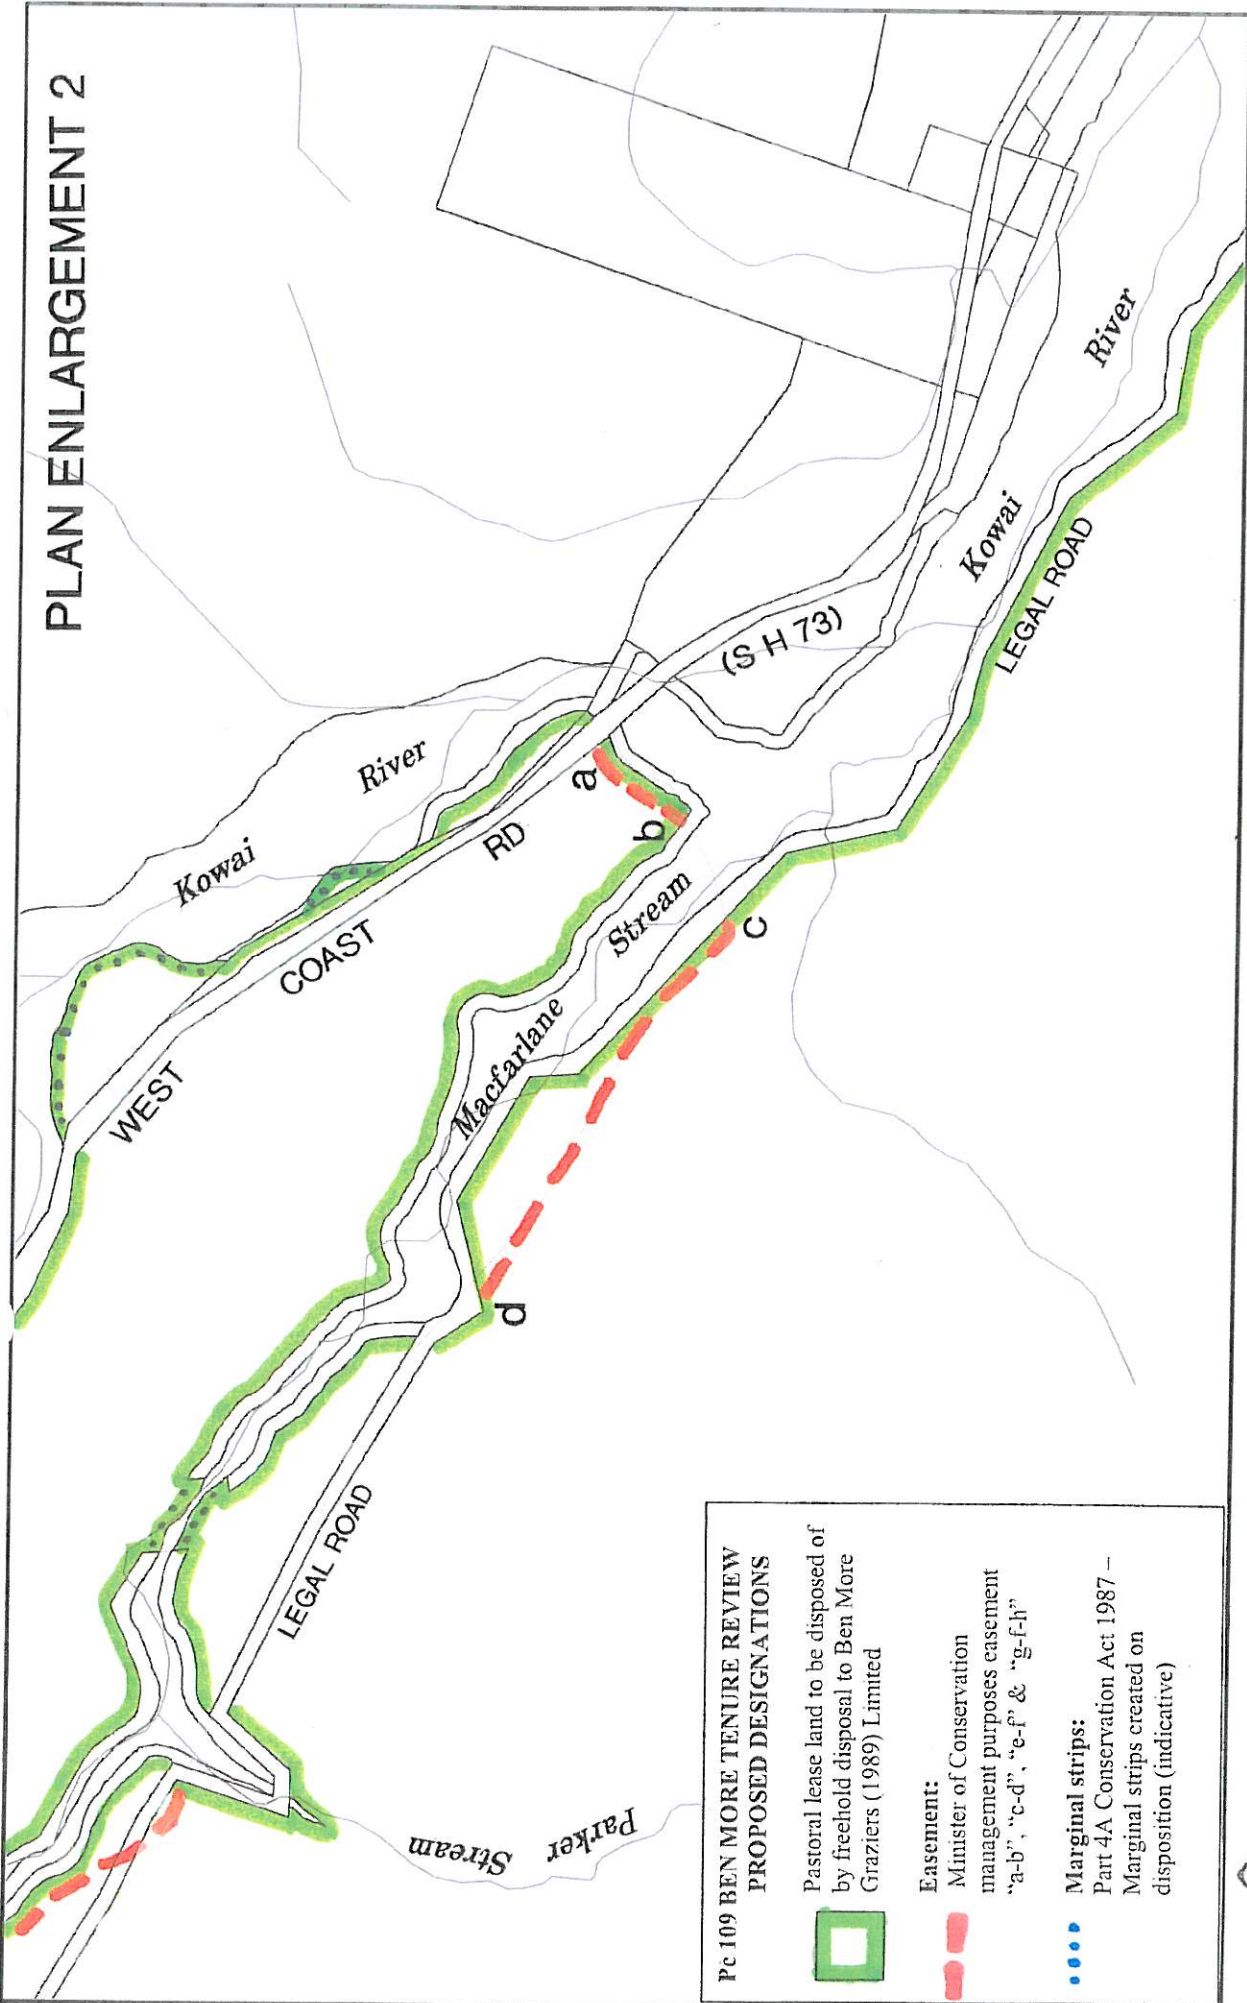 PLAN ENLARGEMENT 2
Kowai
River
WEST
COAST
RD
(S H 73)
a
b
c
d
Macfarlane
Stream
Kowai
River
LEGAL ROAD
LEGAL ROAD
Parker
Stream
Pc 109 BEN MORE TENURE REVIEW
PROPOSED DESIGNATIONS
Pastoral lease land to be disposed of
by freehold disposal to Ben More
Graziers (1989) Limited
Easement:
Minister of Conservation
management purposes easement
"a-b", "c-d", "e-f" & "g-f-h"
Marginal strips:
Part 4A Conservation Act 1987 –
Marginal strips created on
disposition (indicative)